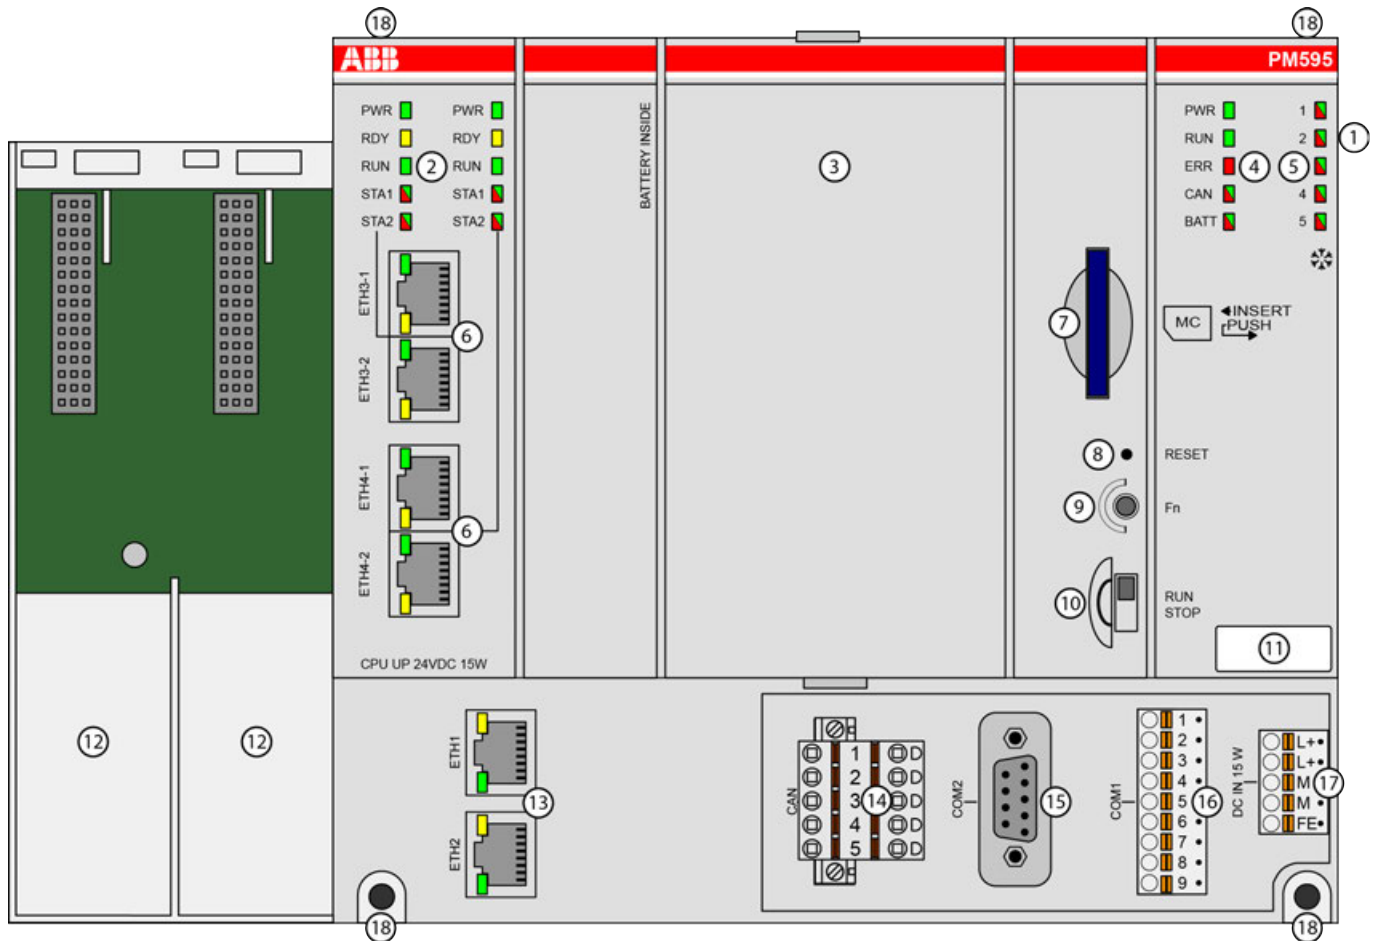 18
18
ABB
PM595
PWR
PWR
RDY
RDY
RUN
2
RUN
STA1
STA1
STA2
STA2
BATTERY INSIDE
3
PWR
1
RUN
2
1
ERR
4
5
CAN
4
BATT
5
ETH3-1
6
ETH3-2
ETH4-1
6
ETH4-2
7
MC
INSERT
PUSH
8
RESET
9
Fn
10
RUN
STOP
11
CPU UP 24VDC 15W
12
12
ETH1
13
ETH2
CAN
1
2
3
4
5
14
COM2
15
COM1
1
2
3
4
5
6
7
8
9
16
DC IN 15 W
L+
L+
M
M
FE
17
18
18